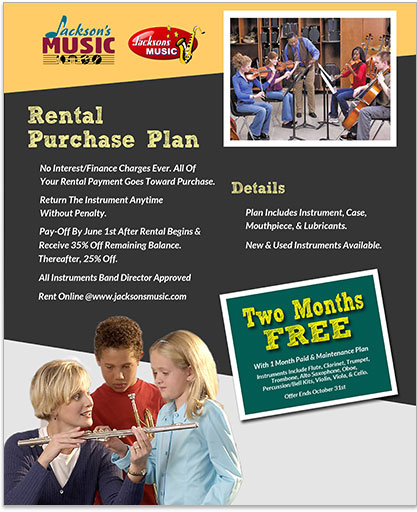 Jackson's
MUSIC
Jacksons
MUSIC
Rental
Purchase Plan
No Interest/Finance Charges Ever. All Of
Your Rental Payment Goes Toward Purchase.
Return The Instrument Anytime
Without Penalty.
Pay-Off By June 1st After Rental Begins &
Receive 35% Off Remaining Balance.
Thereafter, 25% Off.
All Instruments Band Director Approved
Rent Online @www.jacksonsmusic.com
Details
Plan Includes Instrument, Case,
Mouthpiece, & Lubricants.
New & Used Instruments Available.
Two Months
FREE
With 1 Month Paid & Maintenance Plan
Instruments Include Flute, Clarinet, Trumpet,
Trombone, Alto Saxophone, Oboe,
Percussion/Bell Kits, Violin, Viola, & Cello.
Offer Ends October 31st